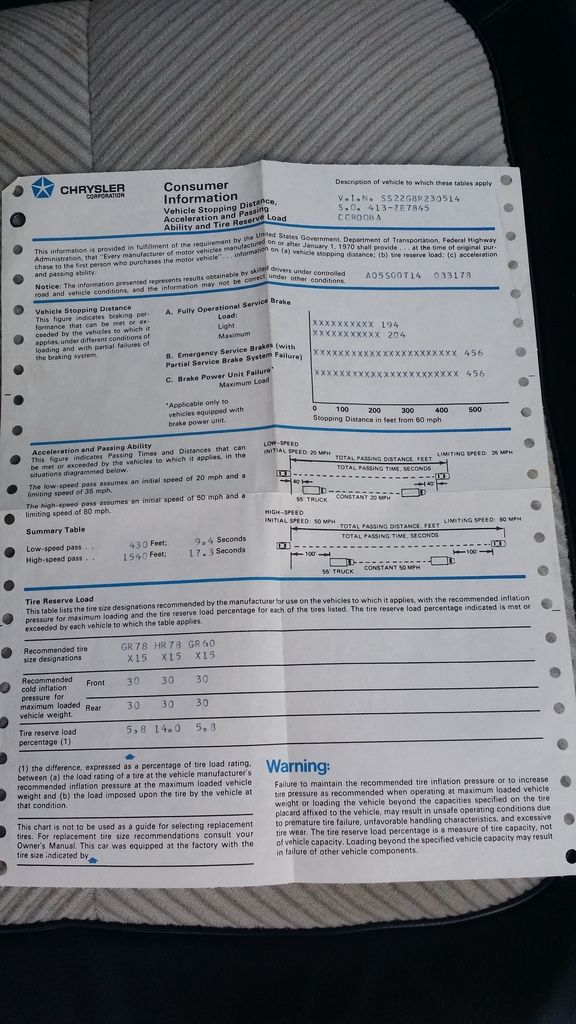 CHRYSLER
CORPORATION
Consumer
Information
Vehicle Stopping Distance,
Acceleration and Passing
Ability and Tire Reserve Load
Description of vehicle to which these tables apply
V.I.N. SS22G8R230514
S.O. 413-ZE7845
CORDOBA
This information is provided in fulfillment of the requirement by the United States Government, Department of Transportation, Federal Highway
Administration, that "Every manufacturer of motor vehicles manufactured on or after January 1, 1970 shall provide . . . at the time of original pur-
chase to the first person who purchases the motor vehicle" . . . information on (a) vehicle stopping distance; (b) tire reserve load; (c) acceleration
and passing ability.
Notice: The information presented represents results obtainable by skilled drivers under controlled
road and vehicle conditions, and the information may not be correct under other conditions.
A05S00T14 033178
Vehicle Stopping Distance
This figure indicates braking per-
formance that can be met or ex-
ceeded by the vehicles to which it
applies, under different conditions of
loading and with partial failures of
the braking system.
A. Fully Operational Service Brake
Load:
Light
Maximum
B. Emergency Service Brakes (with
Partial Service Brake System Failure)
C. Brake Power Unit Failure*
Maximum Load
*Applicable only to
vehicles equipped with
brake power unit.
XXXXXXXXXX 194
XXXXXXXXXXX 204
XXXXXXXXXXXXXXXXXXXXXXX 456
XXXXXXXXXXXXXXXXXXXXXXX 456
0 100 200 300 400 500
Stopping Distance in feet from 60 mph
Acceleration and Passing Ability
This figure indicates Passing Times and Distances that can
be met or exceeded by the vehicles to which it applies, in the
situations diagrammed below.
The low-speed pass assumes an initial speed of 20 mph and a
limiting speed of 35 mph.
The high-speed pass assumes an initial speed of 50 mph and a
limiting speed of 80 mph.
LOW-SPEED
INITIAL SPEED: 20 MPH
TOTAL PASSING DISTANCE, FEET
LIMITING SPEED: 35 MPH
TOTAL PASSING TIME, SECONDS
40'
40'
55' TRUCK
CONSTANT 20 MPH
Summary Table
Low-speed pass . . 430 Feet; 9.4 Seconds
High-speed pass . . 1540 Feet; 17.3 Seconds
HIGH-SPEED
INITIAL SPEED: 50 MPH
TOTAL PASSING DISTANCE, FEET
LIMITING SPEED: 80 MPH
TOTAL PASSING TIME, SECONDS
100'
100'
55' TRUCK
CONSTANT 50 MPH
Tire Reserve Load
This table lists the tire size designations recommended by the manufacturer for use on the vehicles to which it applies, with the recommended inflation
pressure for maximum loading and the tire reserve percentage for each of the tires listed. The tire reserve load percentage indicated is met or
exceeded by each vehicle to which the table applies.
Recommended tire
size designations
GR78 HR78 GR60
X15 X15 X15
Recommended
cold inflation
pressure for
maximum loaded
vehicle weight.
Front 30 30 30
Rear 30 30 30
Tire reserve load
percentage (1)
5.8 14.0 5.8
(1) the difference, expressed as a percentage of tire load rating,
between (a) the load rating of a tire at the vehicle manufacturer's
recommended inflation pressure at the maximum loaded vehicle
weight and (b) the load imposed upon the tire by the vehicle at
that condition.
This chart is not to be used as a guide for selecting replacement
tires. For replacement tire size recommendations consult your
Owner's Manual. This car was equipped at the factory with the
tire size indicated by
Warning:
Failure to maintain the recommended tire inflation pressure or to increase
tire pressure as recommended when operating at maximum loaded vehicle
weight or loading the vehicle beyond the capacities specified on the tire
placard affixed to the vehicle, may result in unsafe operating conditions due
to premature tire failure, unfavorable handling characteristics, and excessive
tire wear. The tire reserve load percentage is a measure of tire capacity, not
of vehicle capacity. Loading beyond the specified vehicle capacity may result
in failure of other vehicle components.